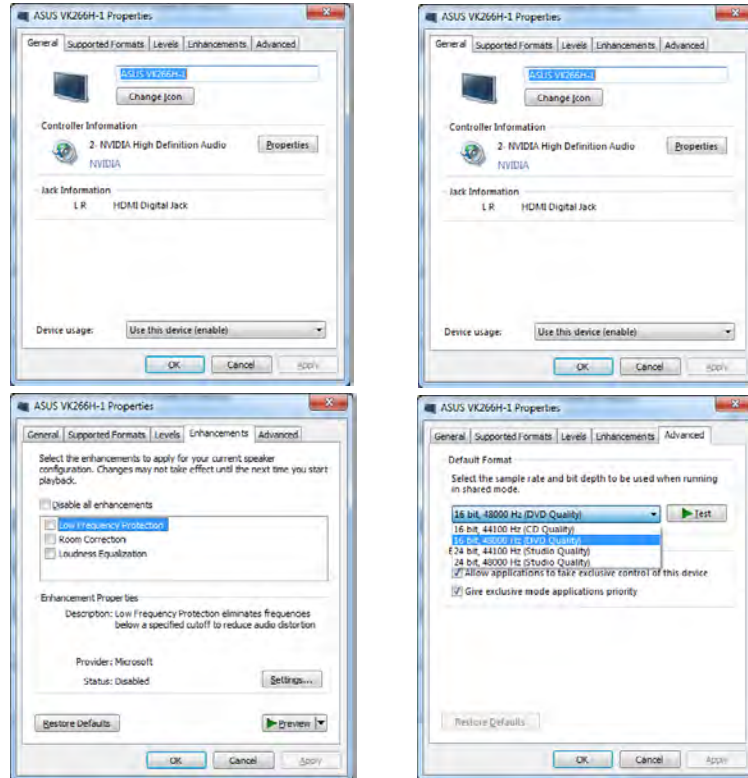 ASUS VK266H-1 Properties
General Supported Formats Levels Enhancements Advanced
ASUS VK266H-1
Change Icon
Controller Information
2- NVIDIA High Definition Audio
Properties
NVIDIA
Jack Information
L R HDMI Digital Jack
Device usage: Use this device (enable)
OK Cancel Apply
ASUS VK266H-1 Properties
General Supported Formats Levels Enhancements Advanced
ASUS VK266H-1
Change Icon
Controller Information
2- NVIDIA High Definition Audio
Properties
NVIDIA
Jack Information
L R HDMI Digital Jack
Device usage: Use this device (enable)
OK Cancel Apply
ASUS VK266H-1 Properties
General Supported Formats Levels Enhancements Advanced
Select the enhancements to apply for your current speaker
configuration. Changes may not take effect until the next time you start
playback.
Disable all enhancements
Low Frequency Protection
Room Correction
Loudness Equalization
Enhancement Properties
Description: Low Frequency Protection eliminates frequencies
below a specified cutoff to reduce audio distortion
Provider: Microsoft
Status: Disabled
Settings...
Restore Defaults
Preview
OK Cancel Apply
ASUS VK266H-1 Properties
General Supported Formats Levels Enhancements Advanced
Default Format
Select the sample rate and bit depth to be used when running
in shared mode.
16 bit, 48000 Hz (DVD Quality)
Test
16 bit, 44100 Hz (CD Quality)
16 bit, 48000 Hz (DVD Quality)
24 bit, 44100 Hz (Studio Quality)
24 bit, 48000 Hz (Studio Quality)
Allow applications to take exclusive control of this device
Give exclusive mode applications priority
Restore Defaults
OK Cancel Apply